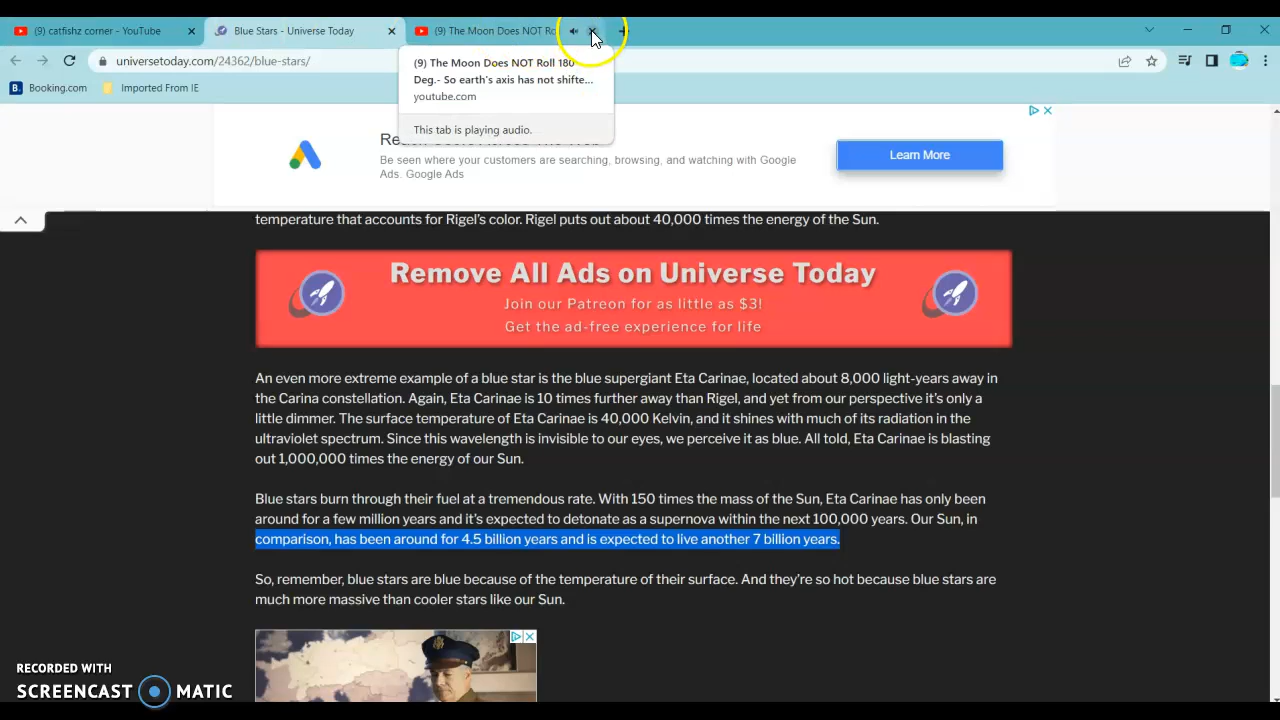 (9) catfishz corner - YouTube
Blue Stars - Universe Today
(9) The Moon Does NOT Ro
universetoday.com/24362/blue-stars/
(9) The Moon Does NOT Roll 180
Deg.- So earth's axis has not shifte...
youtube.com
This tab is playing audio.
B. Booking.com
Imported From IE
Be seen where your customers are searching, browsing, and watching with Google
Ads. Google Ads
Learn More
temperature that accounts for Rigel's color. Rigel puts out about 40,000 times the energy of the Sun.
Remove All Ads on Universe Today
Join our Patreon for as little as $3!
Get the ad-free experience for life
An even more extreme example of a blue star is the blue supergiant Eta Carinae, located about 8,000 light-years away in
the Carina constellation. Again, Eta Carinae is 10 times further away than Rigel, and yet from our perspective it's only a
little dimmer. The surface temperature of Eta Carinae is 40,000 Kelvin, and it shines with much of its radiation in the
ultraviolet spectrum. Since this wavelength is invisible to our eyes, we perceive it as blue. All told, Eta Carinae is blasting
out 1,000,000 times the energy of our Sun.
Blue stars burn through their fuel at a tremendous rate. With 150 times the mass of the Sun, Eta Carinae has only been
around for a few million years and it's expected to detonate as a supernova within the next 100,000 years. Our Sun, in
comparison, has been around for 4.5 billion years and is expected to live another 7 billion years.
So, remember, blue stars are blue because of the temperature of their surface. And they're so hot because blue stars are
much more massive than cooler stars like our Sun.
RECORDED WITH
SCREENCAST MATIC